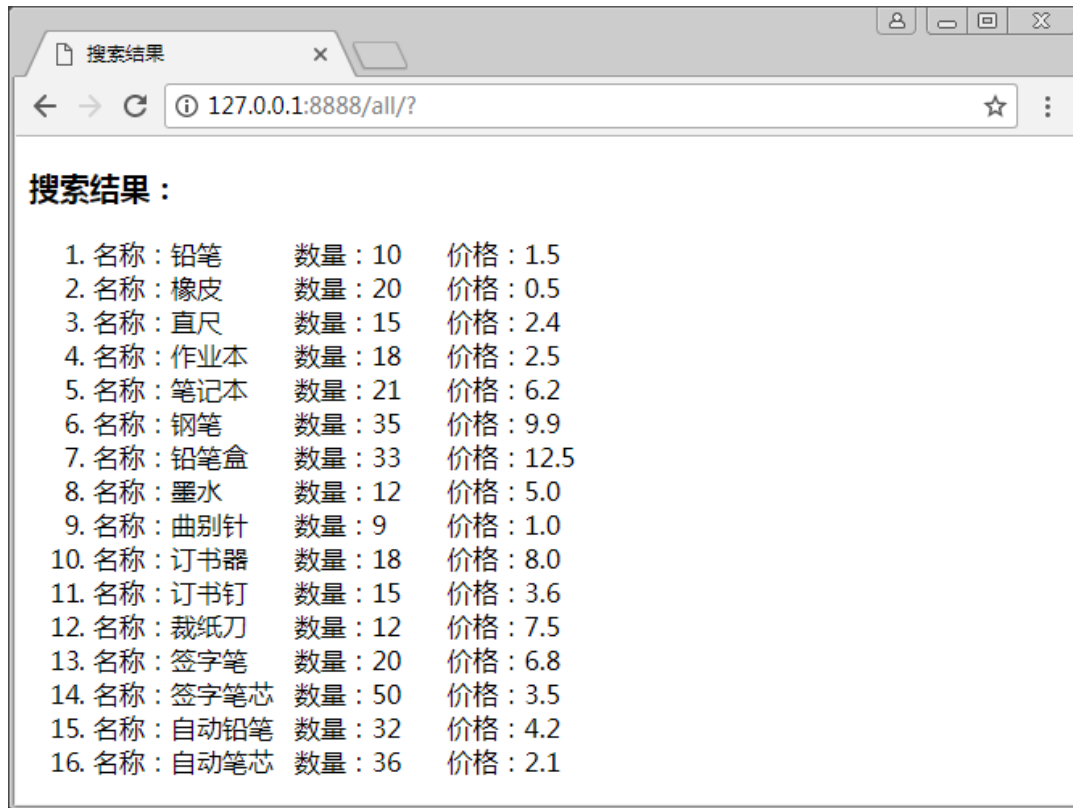 搜索结果
127.0.0.1:8888/all/?
搜索结果：
1. 名称：铅笔 数量：10 价格：1.5
2. 名称：橡皮 数量：20 价格：0.5
3. 名称：直尺 数量：15 价格：2.4
4. 名称：作业本 数量：18 价格：2.5
5. 名称：笔记本 数量：21 价格：6.2
6. 名称：钢笔 数量：35 价格：9.9
7. 名称：铅笔盒 数量：33 价格：12.5
8. 名称：墨水 数量：12 价格：5.0
9. 名称：曲别针 数量：9 价格：1.0
10. 名称：订书器 数量：18 价格：8.0
11. 名称：订书钉 数量：15 价格：3.6
12. 名称：裁纸刀 数量：12 价格：7.5
13. 名称：签字笔 数量：20 价格：6.8
14. 名称：签字笔芯 数量：50 价格：3.5
15. 名称：自动铅笔 数量：32 价格：4.2
16. 名称：自动笔芯 数量：36 价格：2.1